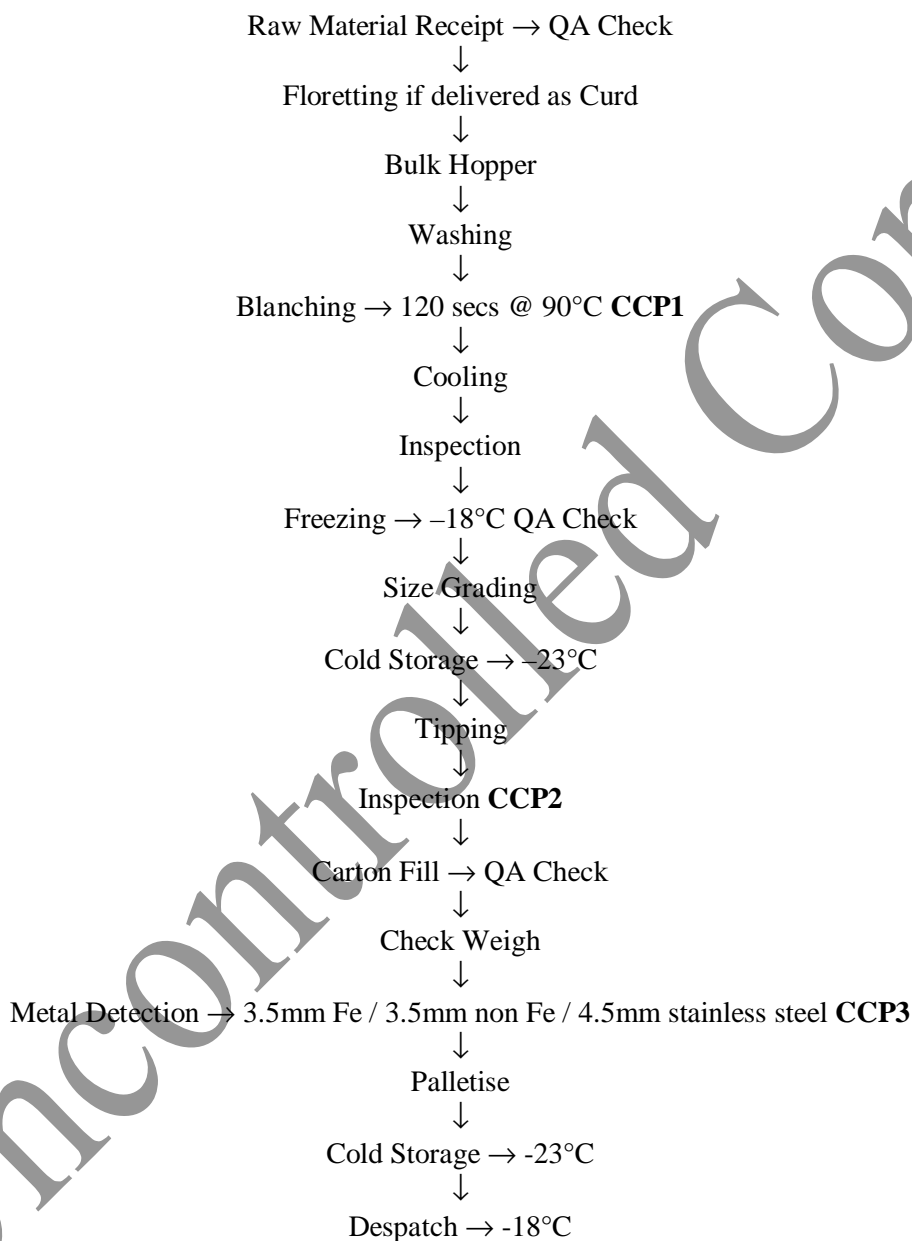 Raw Material Receipt → QA Check
↓
Floretting if delivered as Curd
↓
Bulk Hopper
↓
Washing
↓
Blanching → 120 secs @ 90°C CCP1
↓
Cooling
↓
Inspection
↓
Freezing → –18°C QA Check
↓
Size Grading
↓
Cold Storage → –23°C
↓
Tipping
↓
Inspection CCP2
↓
Carton Fill → QA Check
↓
Check Weigh
↓
Metal Detection → 3.5mm Fe / 3.5mm non Fe / 4.5mm stainless steel CCP3
↓
Palletise
↓
Cold Storage → -23°C
↓
Despatch → -18°C
ncontrolled Co